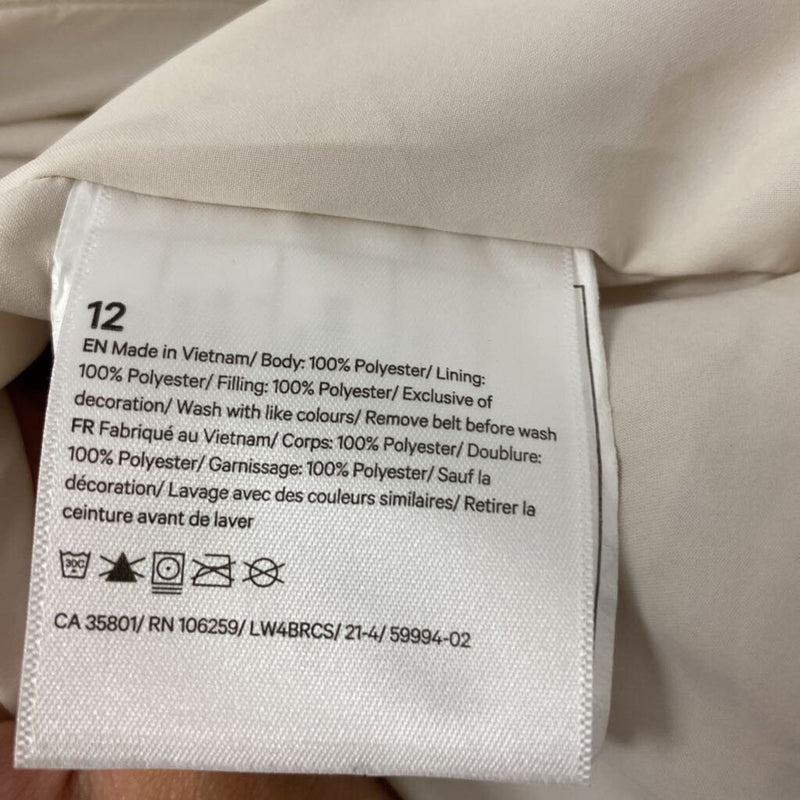 12
EN Made in Vietnam/ Body: 100% Polyester/ Lining:
100% Polyester/ Filling: 100% Polyester/ Exclusive of
decoration/ Wash with like colours/ Remove belt before wash
FR Fabriqué au Vietnam/ Corps: 100% Polyester/ Doublure:
100% Polyester/ Garnissage: 100% Polyester/ Sauf la
décoration/ Lavage avec des couleurs similaires/ Retirer la
ceinture avant de laver
30C
CA 35801/ RN 106259/ LW4BRCS/ 21-4/ 59994-02